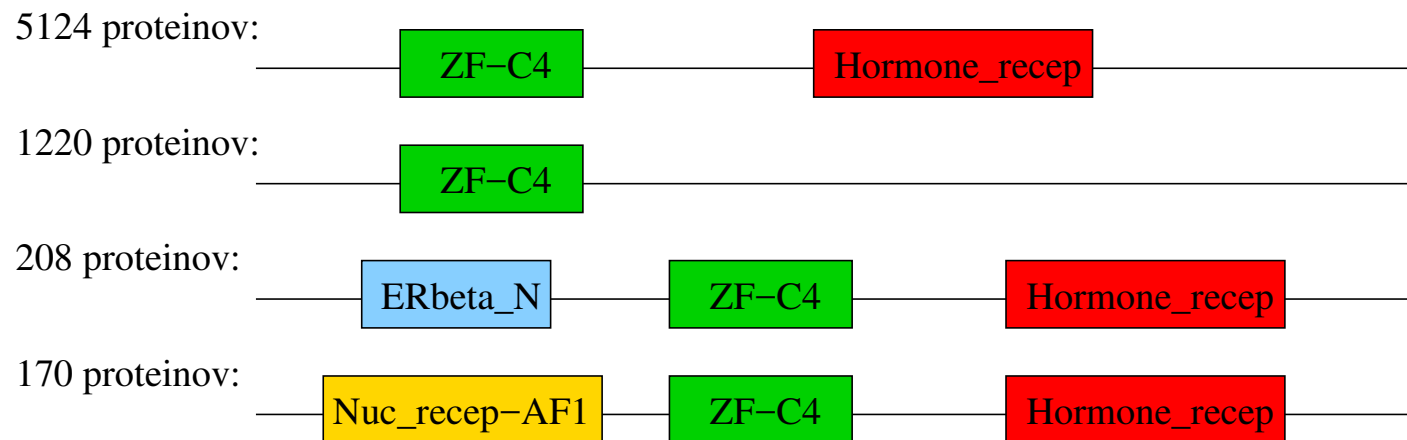 5124 proteinov:
ZF−C4 Hormone_recep
1220 proteinov:
ZF−C4
208 proteinov:
ERbeta_N ZF−C4 Hormone_recep
170 proteinov:
Nuc_recep−AF1 ZF−C4 Hormone_recep